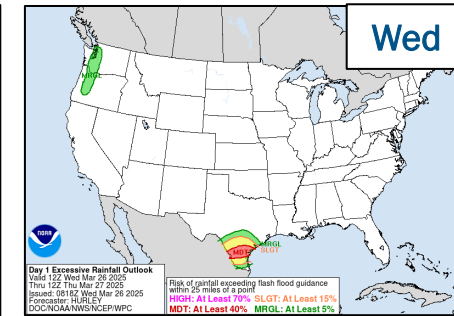 Wed
MRGL
MRGL
SLGT
MDT
NOAA
Day 1 Excessive Rainfall Outlook
Valid 12Z Wed Mar 26 2025
Thru 12Z Thu Mar 27 2025
Issued: 0818Z Wed Mar 26 2025
Forecaster: HURLEY
DOC/NOAA/NWS/NCEP/WPC
Risk of rainfall exceeding flash flood guidance
within 25 miles of a point
HIGH: At Least 70% SLGT: At Least 15%
MDT: At Least 40% MRGL: At Least 5%